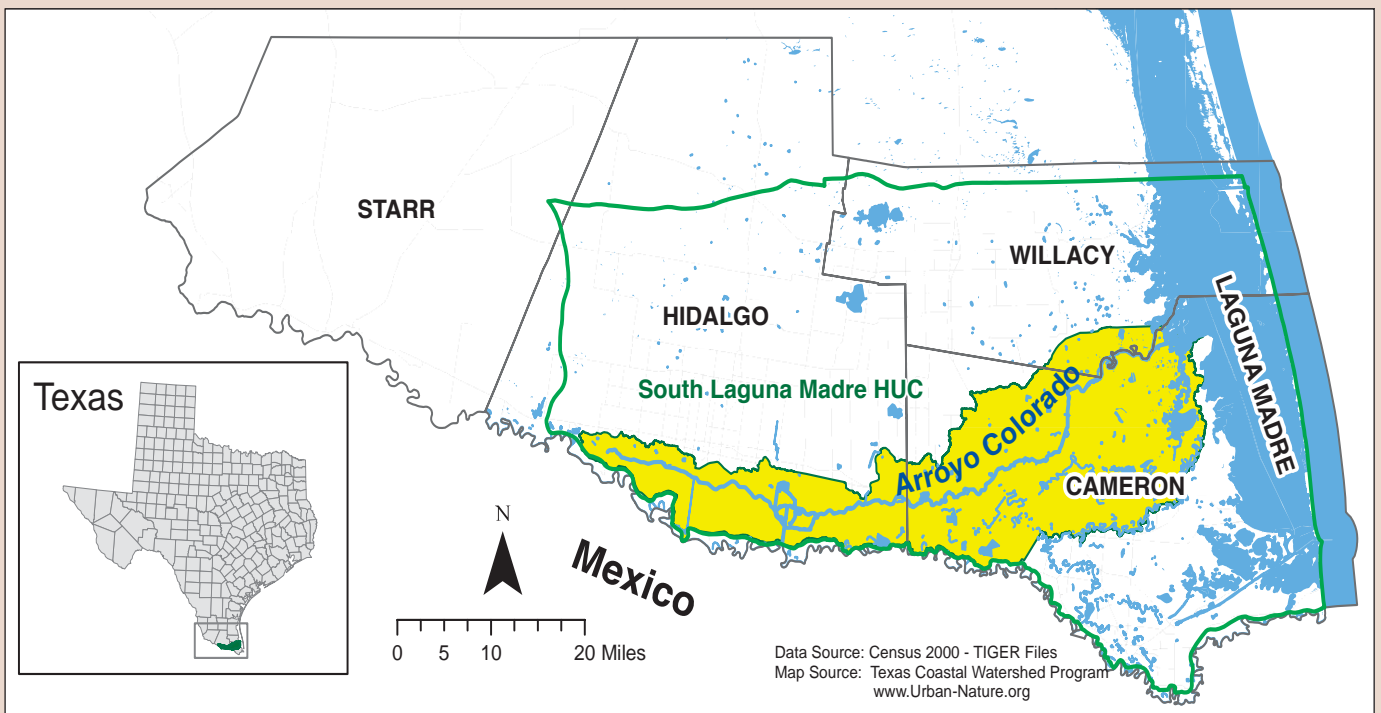 STARR
WILLACY
HIDALGO
LAGUNA MADRE
South Laguna Madre HUC
Arroyo Colorado
CAMERON
Texas
N
Mexico
0 5 10 20 Miles
Data Source: Census 2000 - TIGER Files
Map Source: Texas Coastal Watershed Program
www.Urban-Nature.org